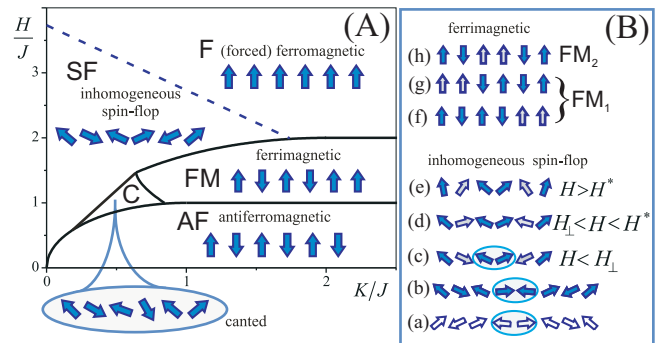 H
J
(A)
F (forced) ferromagnetic
3
SF
inhomogeneous
spin-flop
2
ferrimagnetic
FM
C
1
AF antiferromagnetic
0
0 1 2 K/J
canted
(B)
ferrimagnetic
(h) FM2
(g) FM1
(f)
inhomogeneous spin-flop
(e) H>H*
(d) H⊥<H<H*
(c) H<H⊥
(b)
(a)